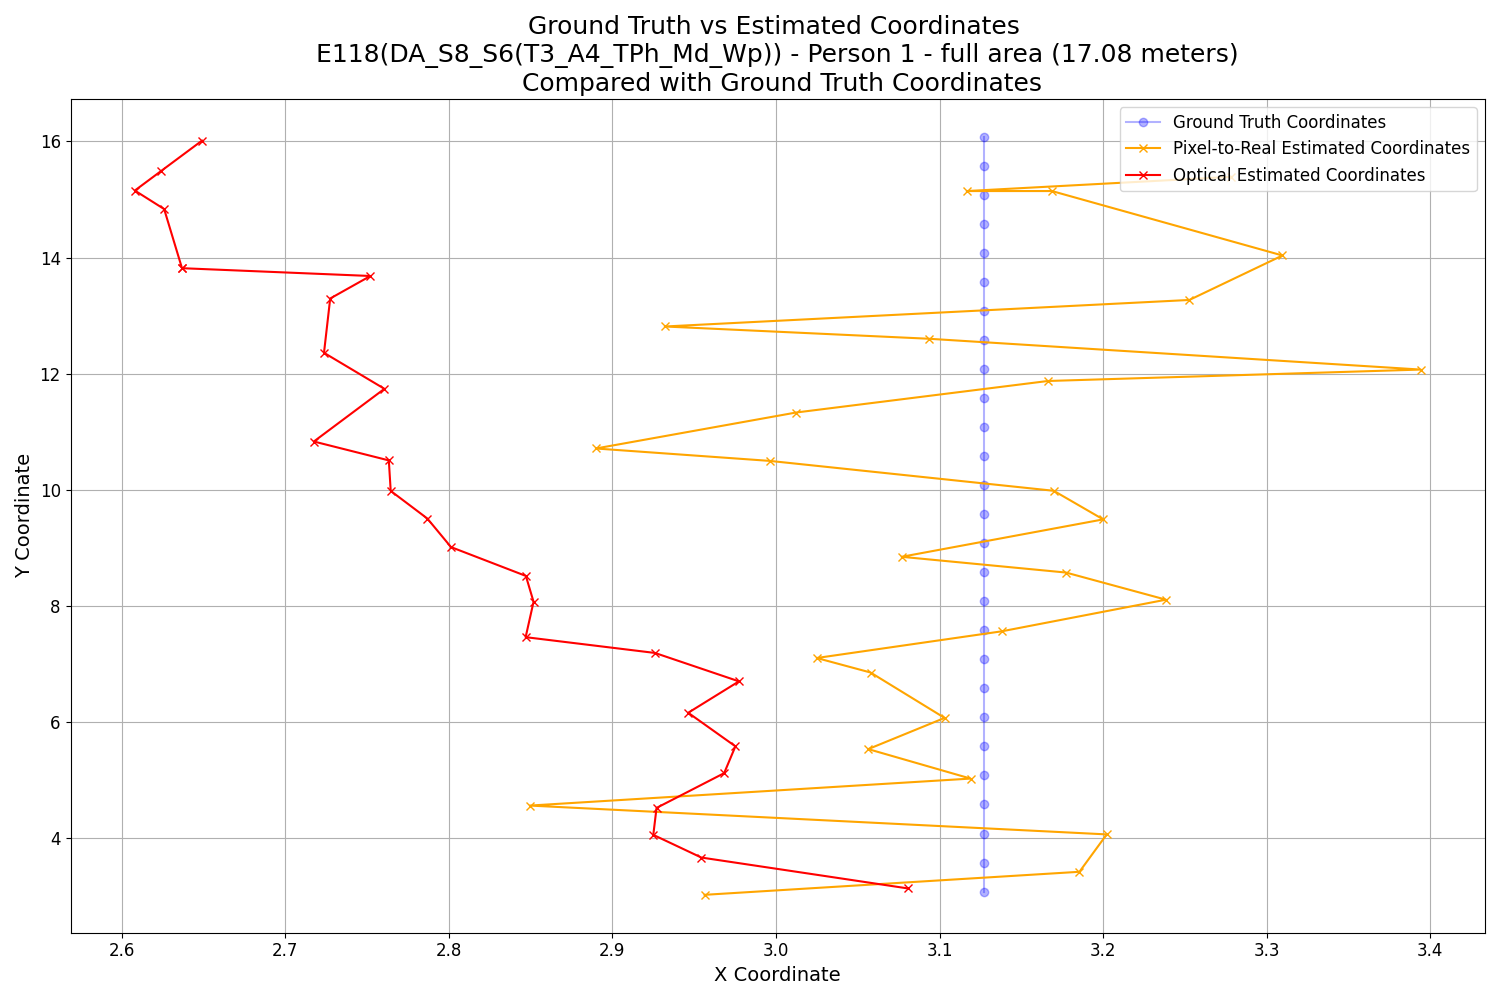 Ground Truth vs Estimated Coordinates
E118(DA_S8_S6(T3_A4_TPh_Md_Wp)) - Person 1 - full area (17.08 meters)
Compared with Ground Truth Coordinates
Ground Truth Coordinates
Pixel-to-Real Estimated Coordinates
Optical Estimated Coordinates
Y Coordinate
16
14
12
10
8
6
4
2.6
2.7
2.8
2.9
3.0
3.1
3.2
3.3
3.4
X Coordinate